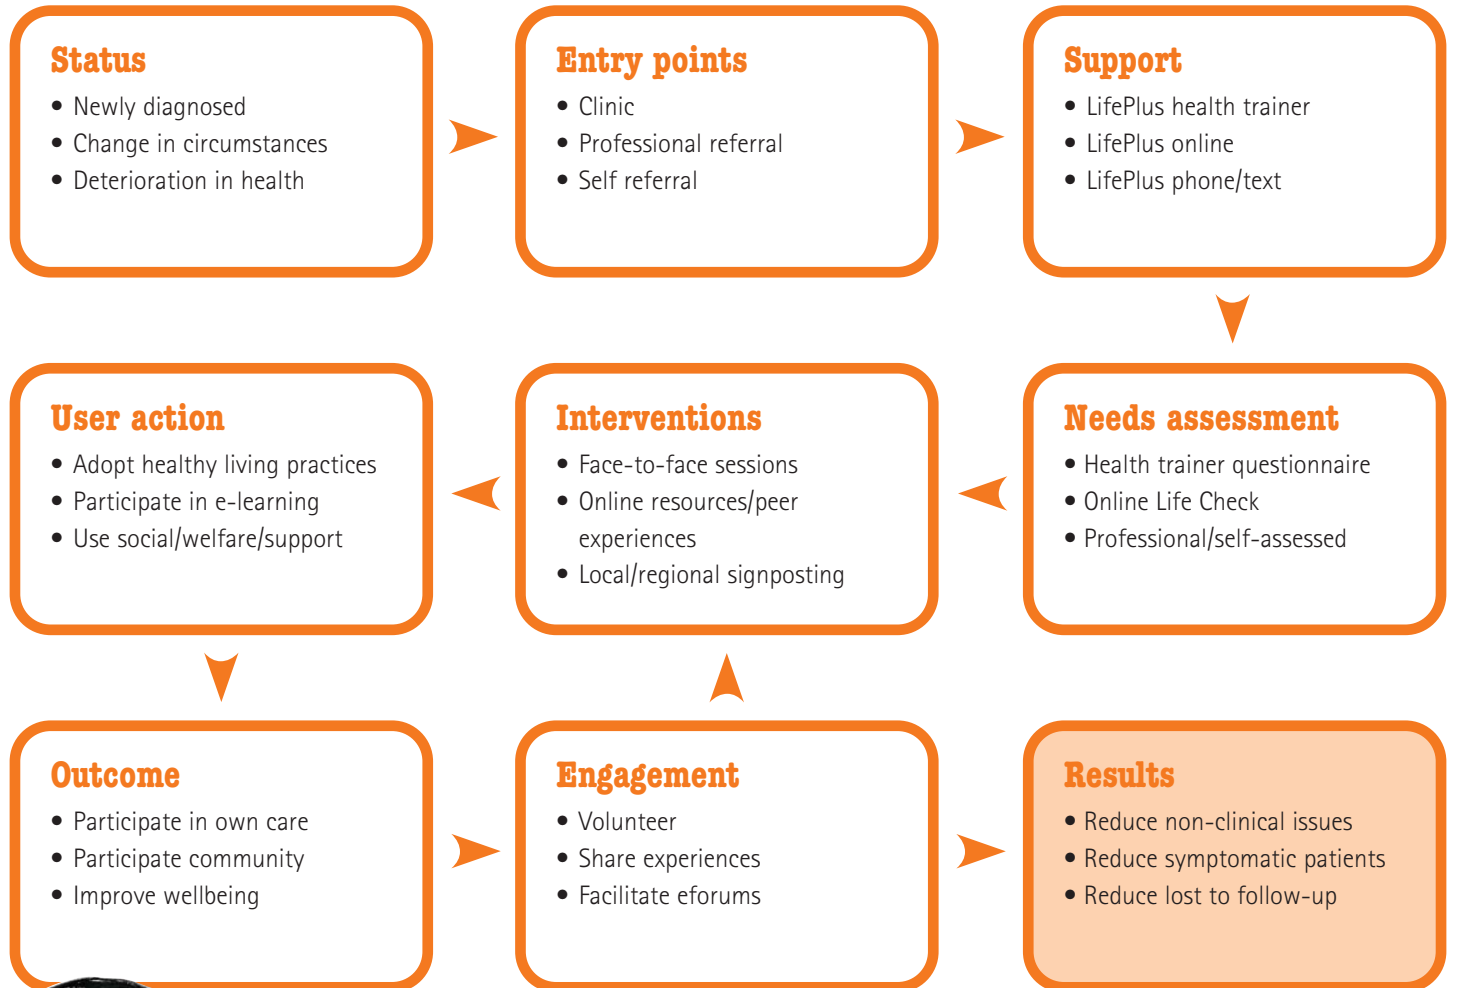 Status
• Newly diagnosed
• Change in circumstances
• Deterioration in health
Entry points
• Clinic
• Professional referral
• Self referral
Support
• LifePlus health trainer
• LifePlus online
• LifePlus phone/text
User action
• Adopt healthy living practices
• Participate in e-learning
• Use social/welfare/support
Interventions
• Face-to-face sessions
• Online resources/peer
experiences
• Local/regional signposting
Needs assessment
• Health trainer questionnaire
• Online Life Check
• Professional/self-assessed
Outcome
• Participate in own care
• Participate community
• Improve wellbeing
Engagement
• Volunteer
• Share experiences
• Facilitate eforums
Results
• Reduce non-clinical issues
• Reduce symptomatic patients
• Reduce lost to follow-up